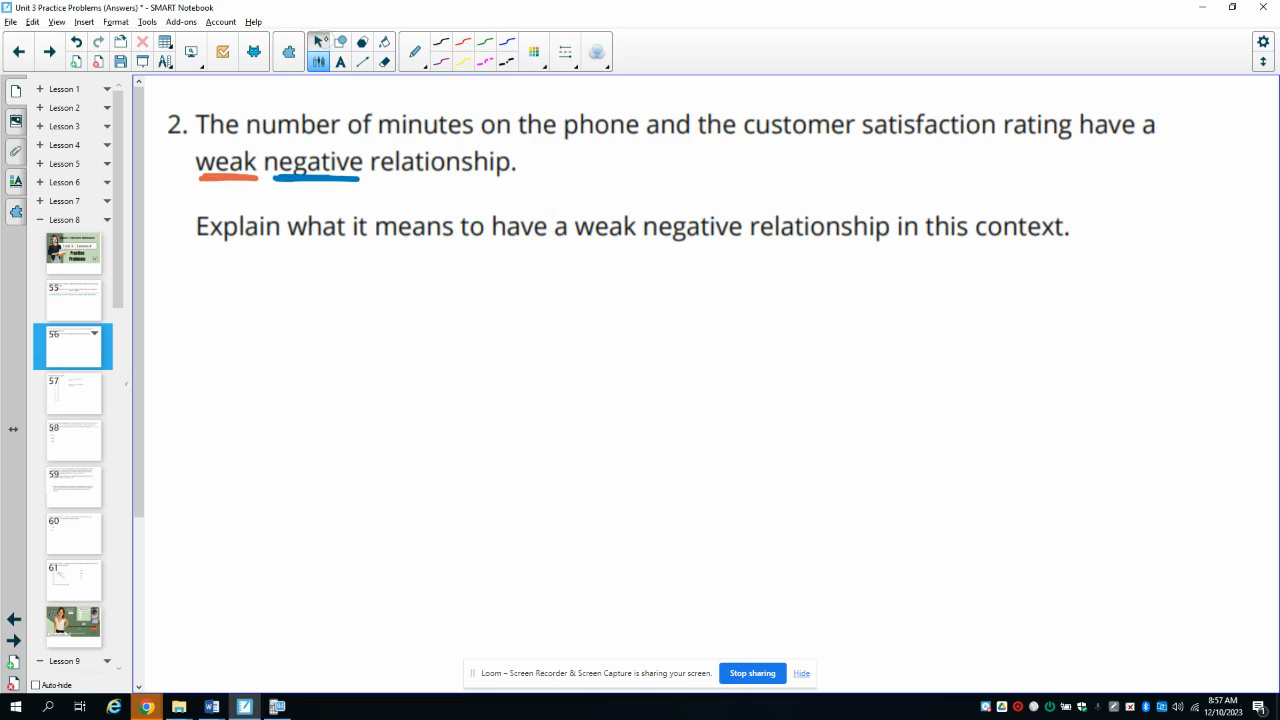 Unit 3 Practice Problems (Answers) * - SMART Notebook
File Edit View Insert Format Tools Add-ons Account Help
Lesson 1
Lesson 2
Lesson 3
Lesson 4
Lesson 5
Lesson 6
Lesson 7
Lesson 8
Practice
Problems
55
56
57
58
59
60
61
Lesson 9
Auto-hide
2. The number of minutes on the phone and the customer satisfaction rating have a
weak negative relationship.
Explain what it means to have a weak negative relationship in this context.
Loom – Screen Recorder & Screen Capture is sharing your screen. Stop sharing Hide
8:57 AM
12/10/2023